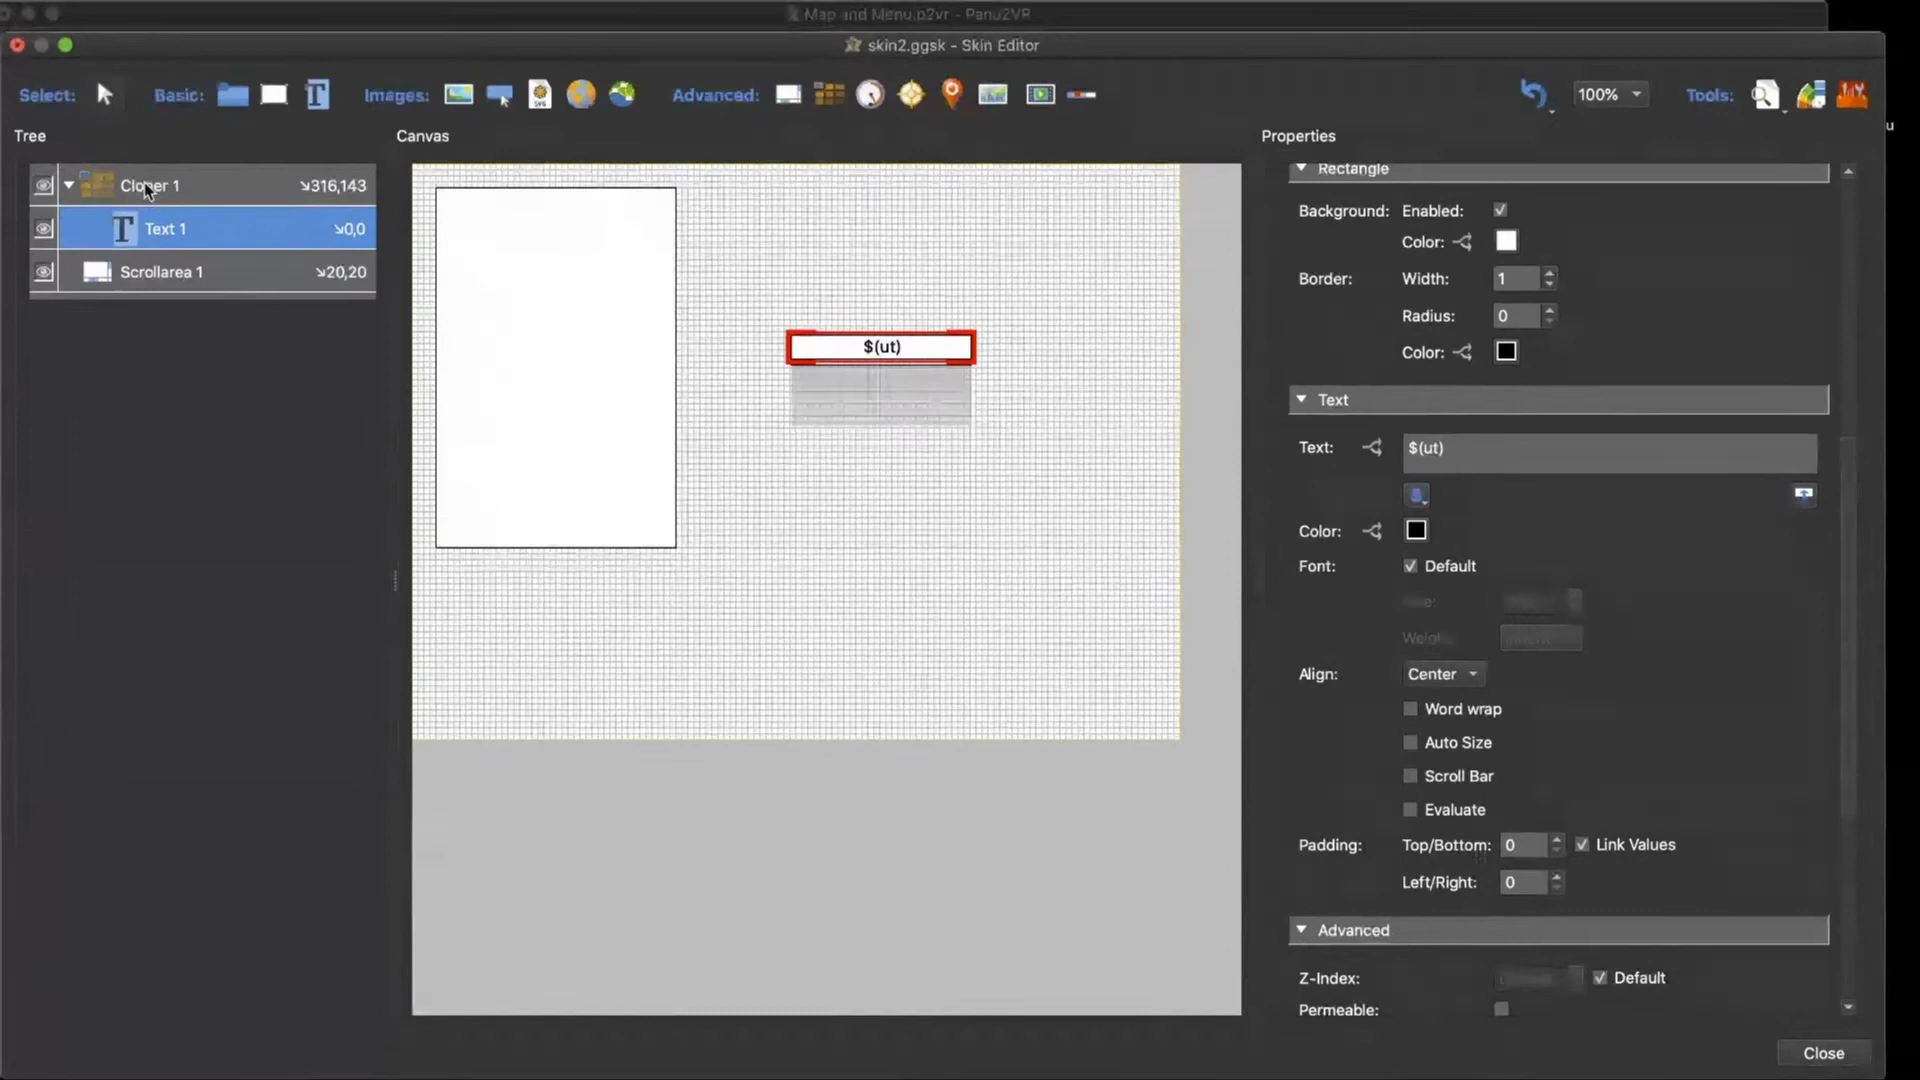 Map and Menu.p2vr - Pano2VR
skin2.ggsk - Skin Editor
Select:
Basic:
T
Images:
SVG
Advanced:
100%
Tools:
Tree
Canvas
Properties
Cloner 1
↘316,143
T
Text 1
↘0,0
Scrollarea 1
↘20,20
$(ut)
Rectangle
Background:
Enabled:
Color:
Border:
Width:
1
Radius:
0
Color:
Text
Text:
$(ut)
Color:
Font:
Default
Align:
Center
Word wrap
Auto Size
Scroll Bar
Evaluate
Padding:
Top/Bottom:
0
Link Values
Left/Right:
0
Advanced
Z-Index:
Default
Permeable:
Close
u